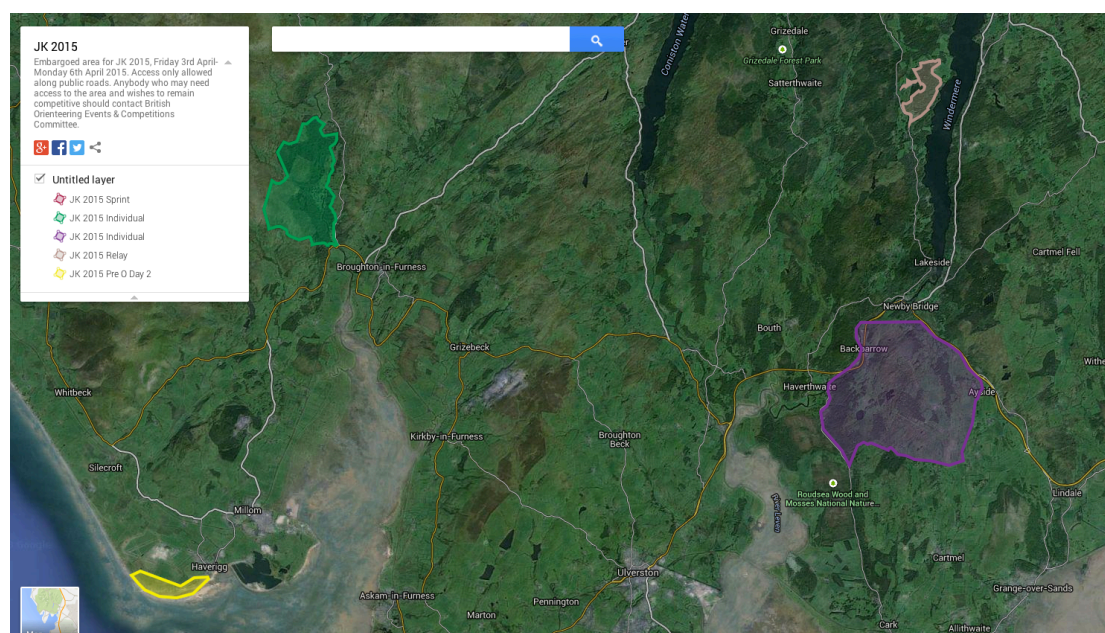 JK 2015
Embargoed area for JK 2015, Friday 3rd April-
Monday 6th April 2015. Access only allowed
along public roads. Anybody who may need
access to the area and wishes to remain
competitive should contact British
Orienteering Events & Competitions
Committee.
Untitled layer
JK 2015 Sprint
JK 2015 Individual
JK 2015 Individual
JK 2015 Relay
JK 2015 Pre O Day 2
Grizedale
Grizedale Forest Park
Coniston Water
Satterthwaite
Windermere
Cartmel Fell
Lakeside
Broughton-in-Furness
Newby Bridge
Bouth
Grizebeck
Backbarrow
Haverthwaite
Ayside
Whitbeck
Kirkby-in-Furness
Broughton
Beck
Silecroft
Roudsea Wood and
Mosses National Nature...
Lindale
Millom
River Leven
Haverigg
Cartmel
Ulverston
Grange-over-Sands
Askam-in-Furness
Pennington
Marton
Cark
Allithwaite